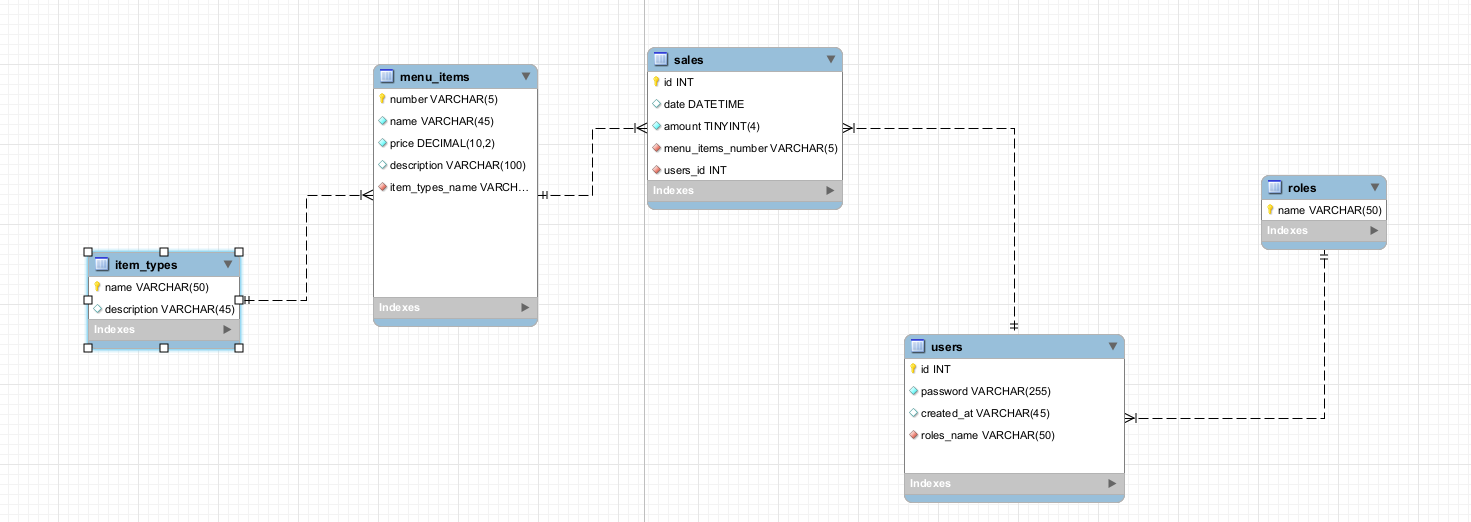 menu_items
number VARCHAR(5)
name VARCHAR(45)
price DECIMAL(10,2)
description VARCHAR(100)
item_types_name VARCH...
Indexes
sales
id INT
date DATETIME
amount TINYINT(4)
menu_items_number VARCHAR(5)
users_id INT
Indexes
roles
name VARCHAR(50)
Indexes
item_types
name VARCHAR(50)
description VARCHAR(45)
Indexes
users
id INT
password VARCHAR(255)
created_at VARCHAR(45)
roles_name VARCHAR(50)
Indexes